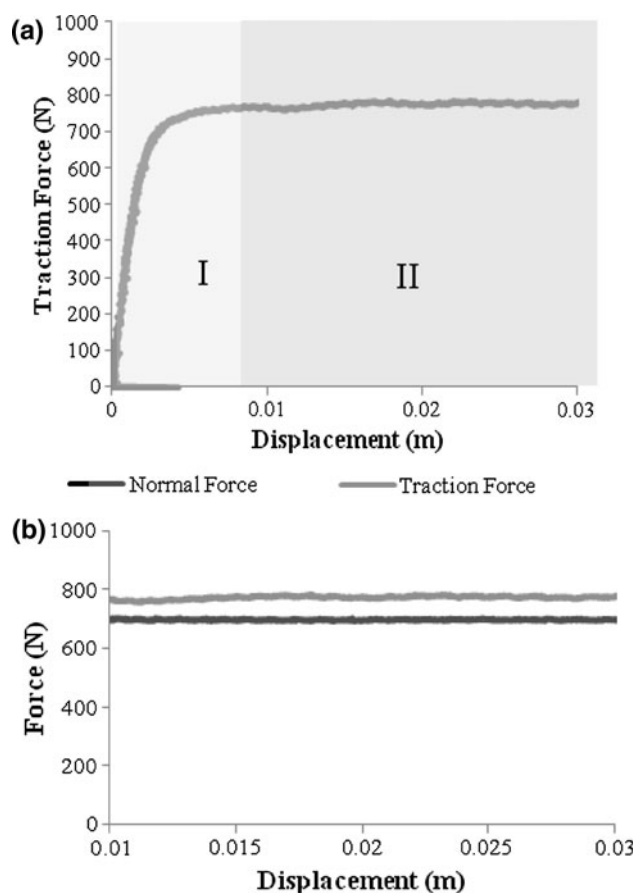 (a)
Traction Force (N)
1000
900
800
700
600
500
400
300
200
100
0
I
II
0
0.01
0.02
0.03
Displacement (m)
Normal Force
Traction Force
(b)
Force (N)
1000
800
600
400
200
0
0.01
0.015
0.02
0.025
0.03
Displacement (m)